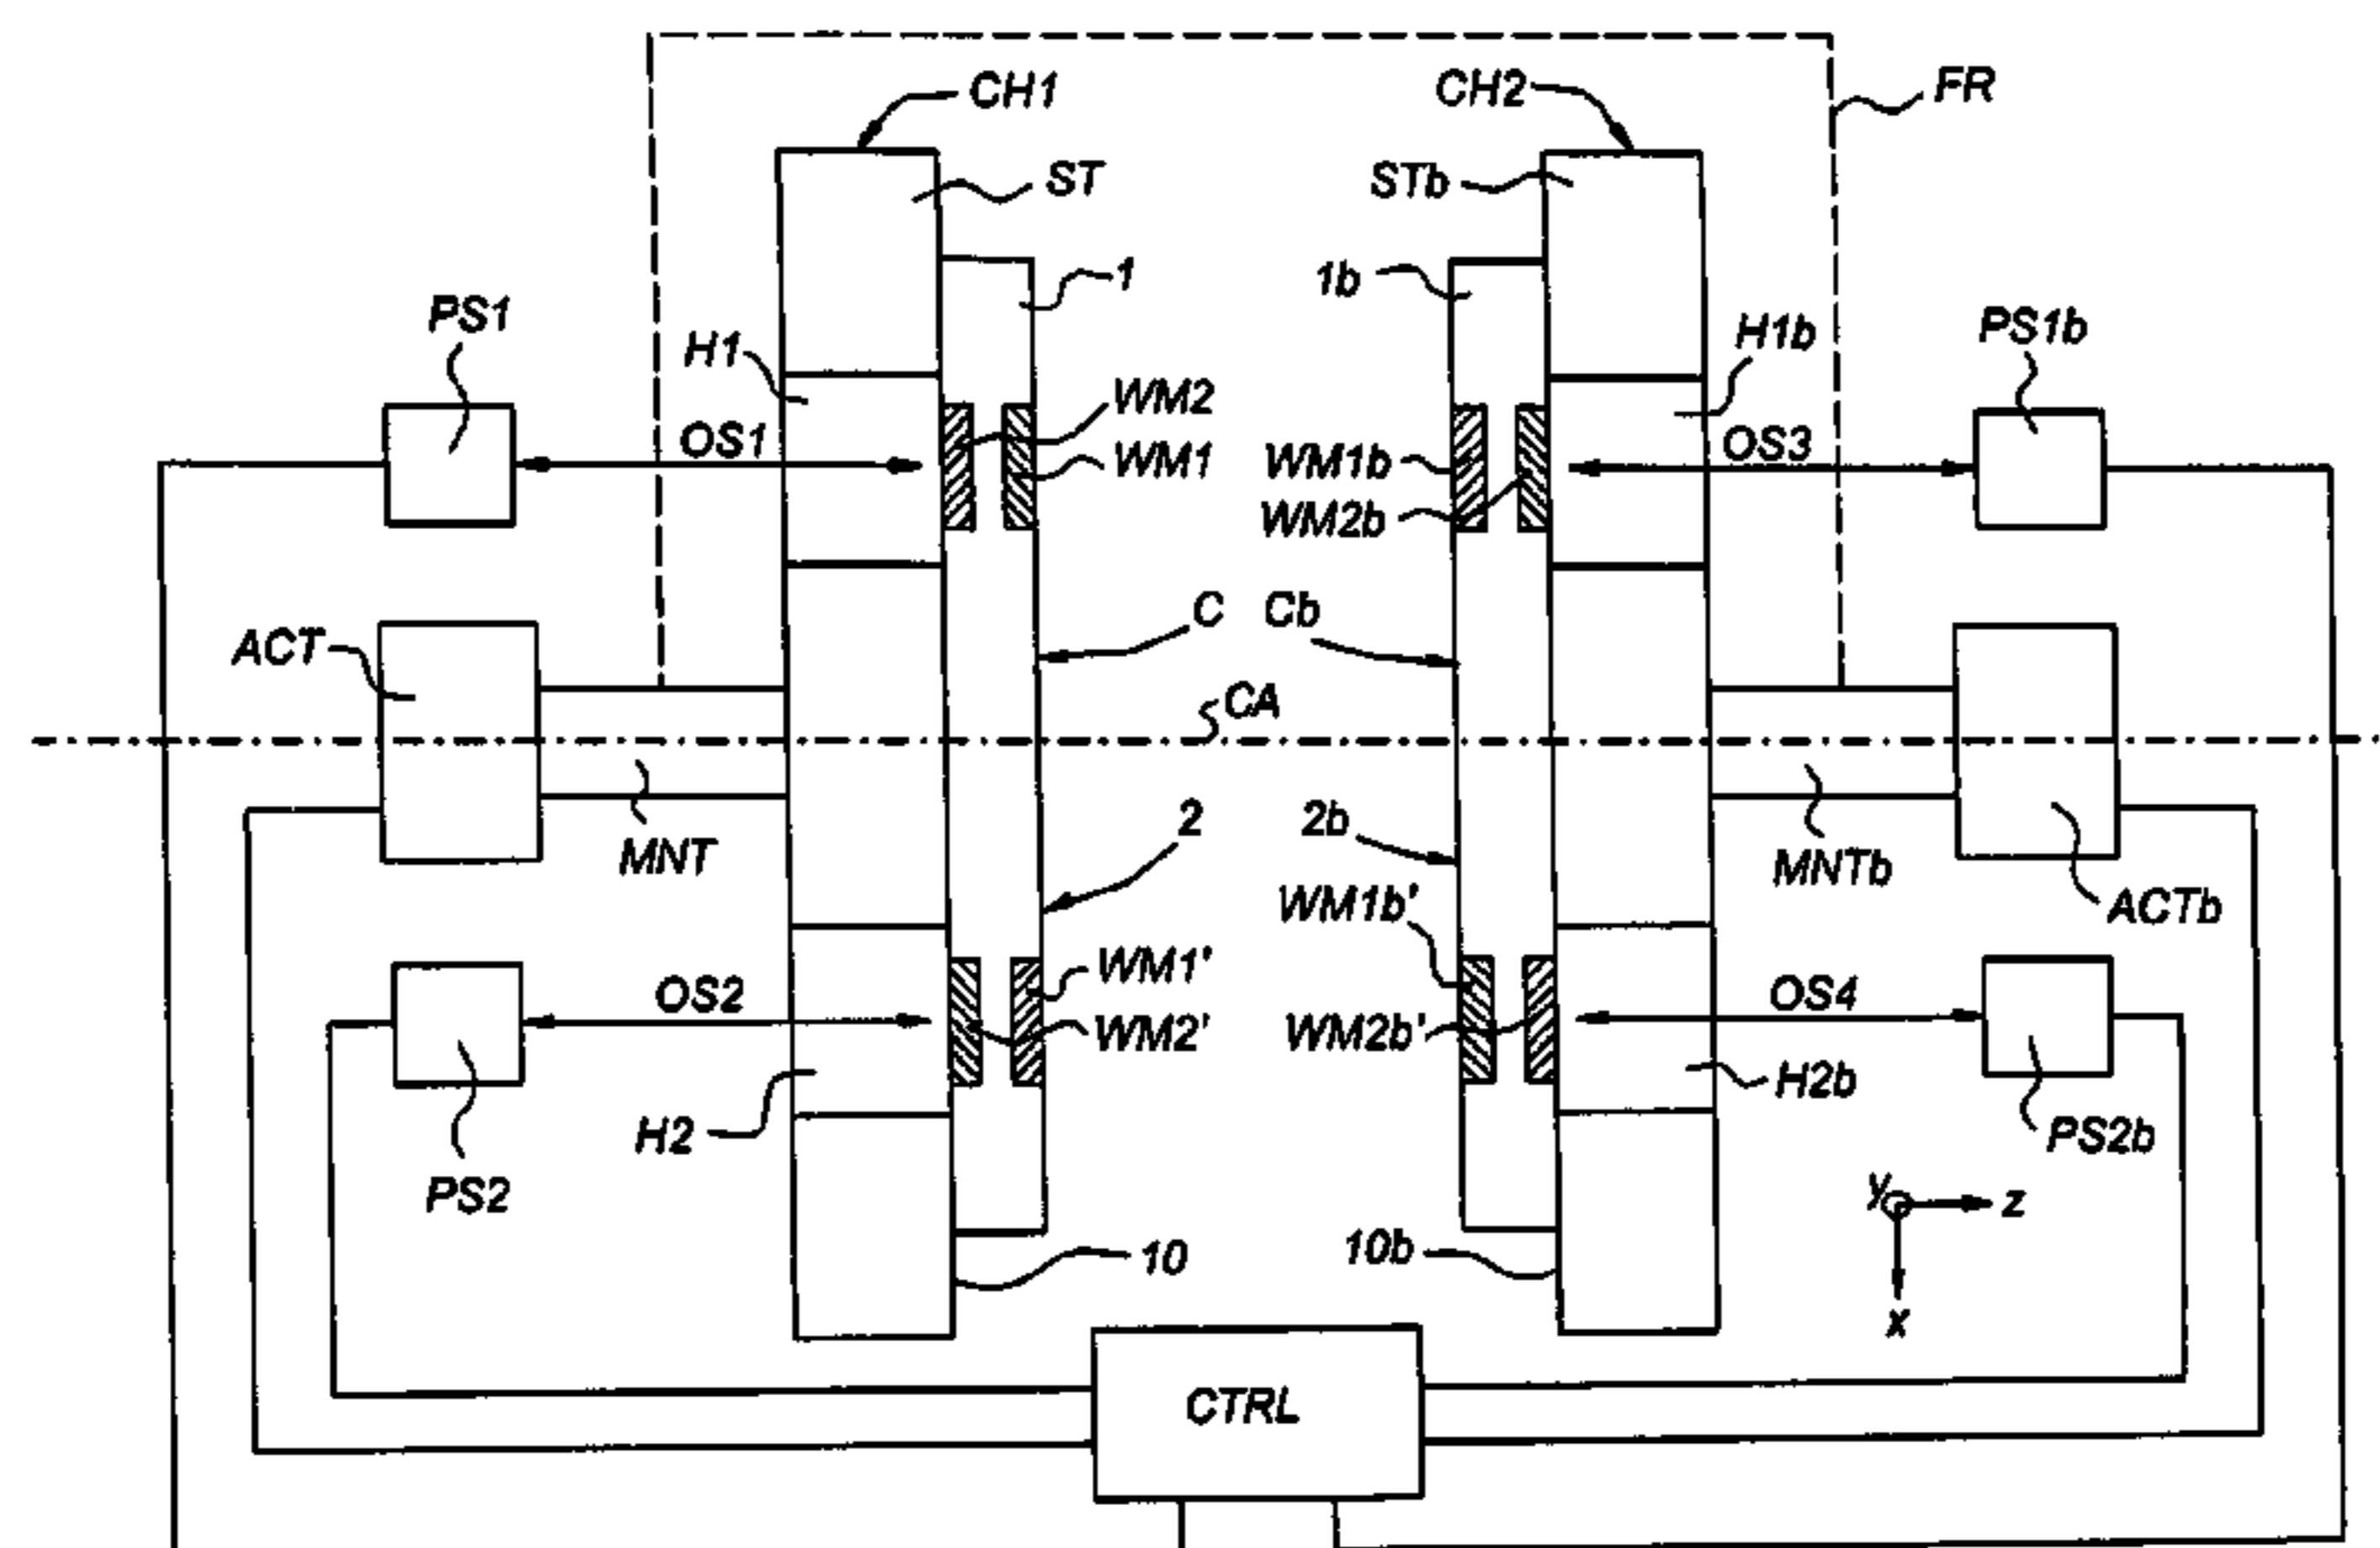 CH1
CH2
FR
ST
STb
1
1b
PS1
H1
H1b
PS1b
WM2
OS1
OS3
WM1
WM1b
WM2b
C
Cb
ACT
CA
2
2b
MNT
MNTb
WM1b'
ACTb
WM1'
OS2
OS4
WM2'
WM2b'
H2b
H2
PS2b
PS2
y
z
10
10b
x
CTRL